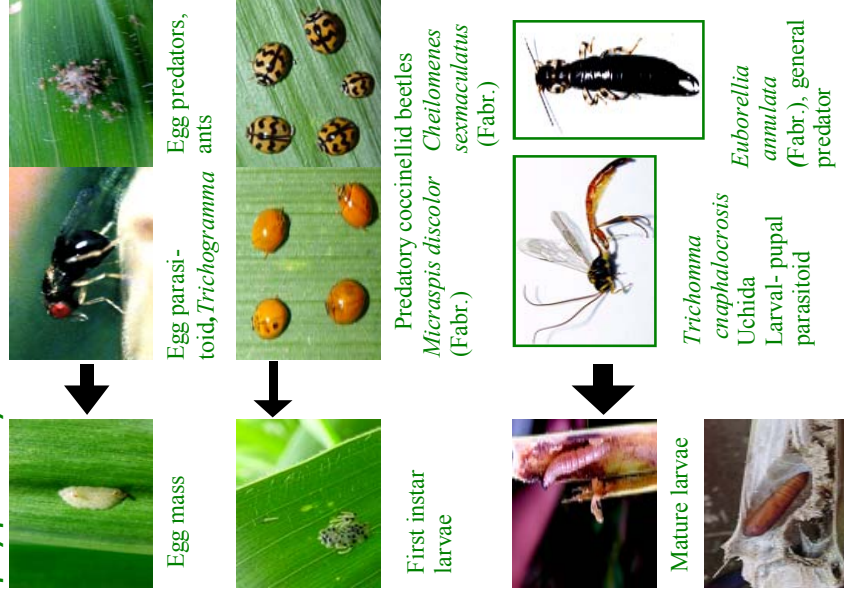 Egg predators,
ants
Egg parasi-
toid, Trichogramma
Egg mass
Predatory coccinellid beetles
Cheilomenes
sexmaculatus
(Fabr.)
Micraspis discolor
(Fabr.)
First instar
larvae
Euborellia
annulata
(Fabr.), general
predator
Trichomma
cnaphalocrosis
Uchida
Larval- pupal
parasitoid
Mature larvae